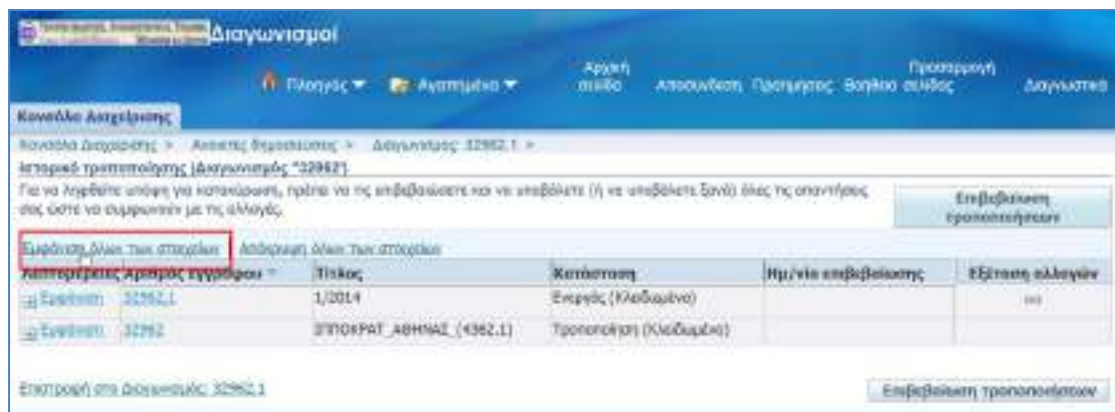 Διαγωνισμοί
Πλοηγός Αγαπημένα Αρχική σελίδα Αποσύνδεση Προτιμήσεις Βοήθεια Προσαρμογή σελίδας Διαγνωστικά
Κονσόλα Διαχείρισης
Κονσόλα Διαχείρισης > Ανοικτές δημοσιεύσεις > Διαγωνισμός: 32962,1 >
Ιστορικό τροποποίησης (Διαγωνισμός "32962")
Για να ληφθείτε υπόψη για κατακύρωση, πρέπει να τις επιβεβαιώσετε και να υποβάλετε (ή να υποβάλετε ξανά) όλες τις απαντήσεις
σας ώστε να συμφωνούν με τις αλλαγές.
Επιβεβαίωση
τροποποιήσεων
Εμφάνιση όλων των στοιχείων Απόκρυψη όλων των στοιχείων
Λεπτομέρειες Αριθμός εγγράφου Τίτλος Κατάσταση Ημ/νία επιβεβαίωσης Εξέταση αλλαγών
Εμφάνιση 32962,1 1/2014 Ενεργός (Κλειδωμένο)
Εμφάνιση 32962 ΙΠΠΟΚΡΑΤ_ΑΘΗΝΑΣ_(4362.1) Τροποποίηση (Κλειδωμένο)
Επιστροφή στο Διαγωνισμός: 32962,1 Επιβεβαίωση τροποποιήσεων